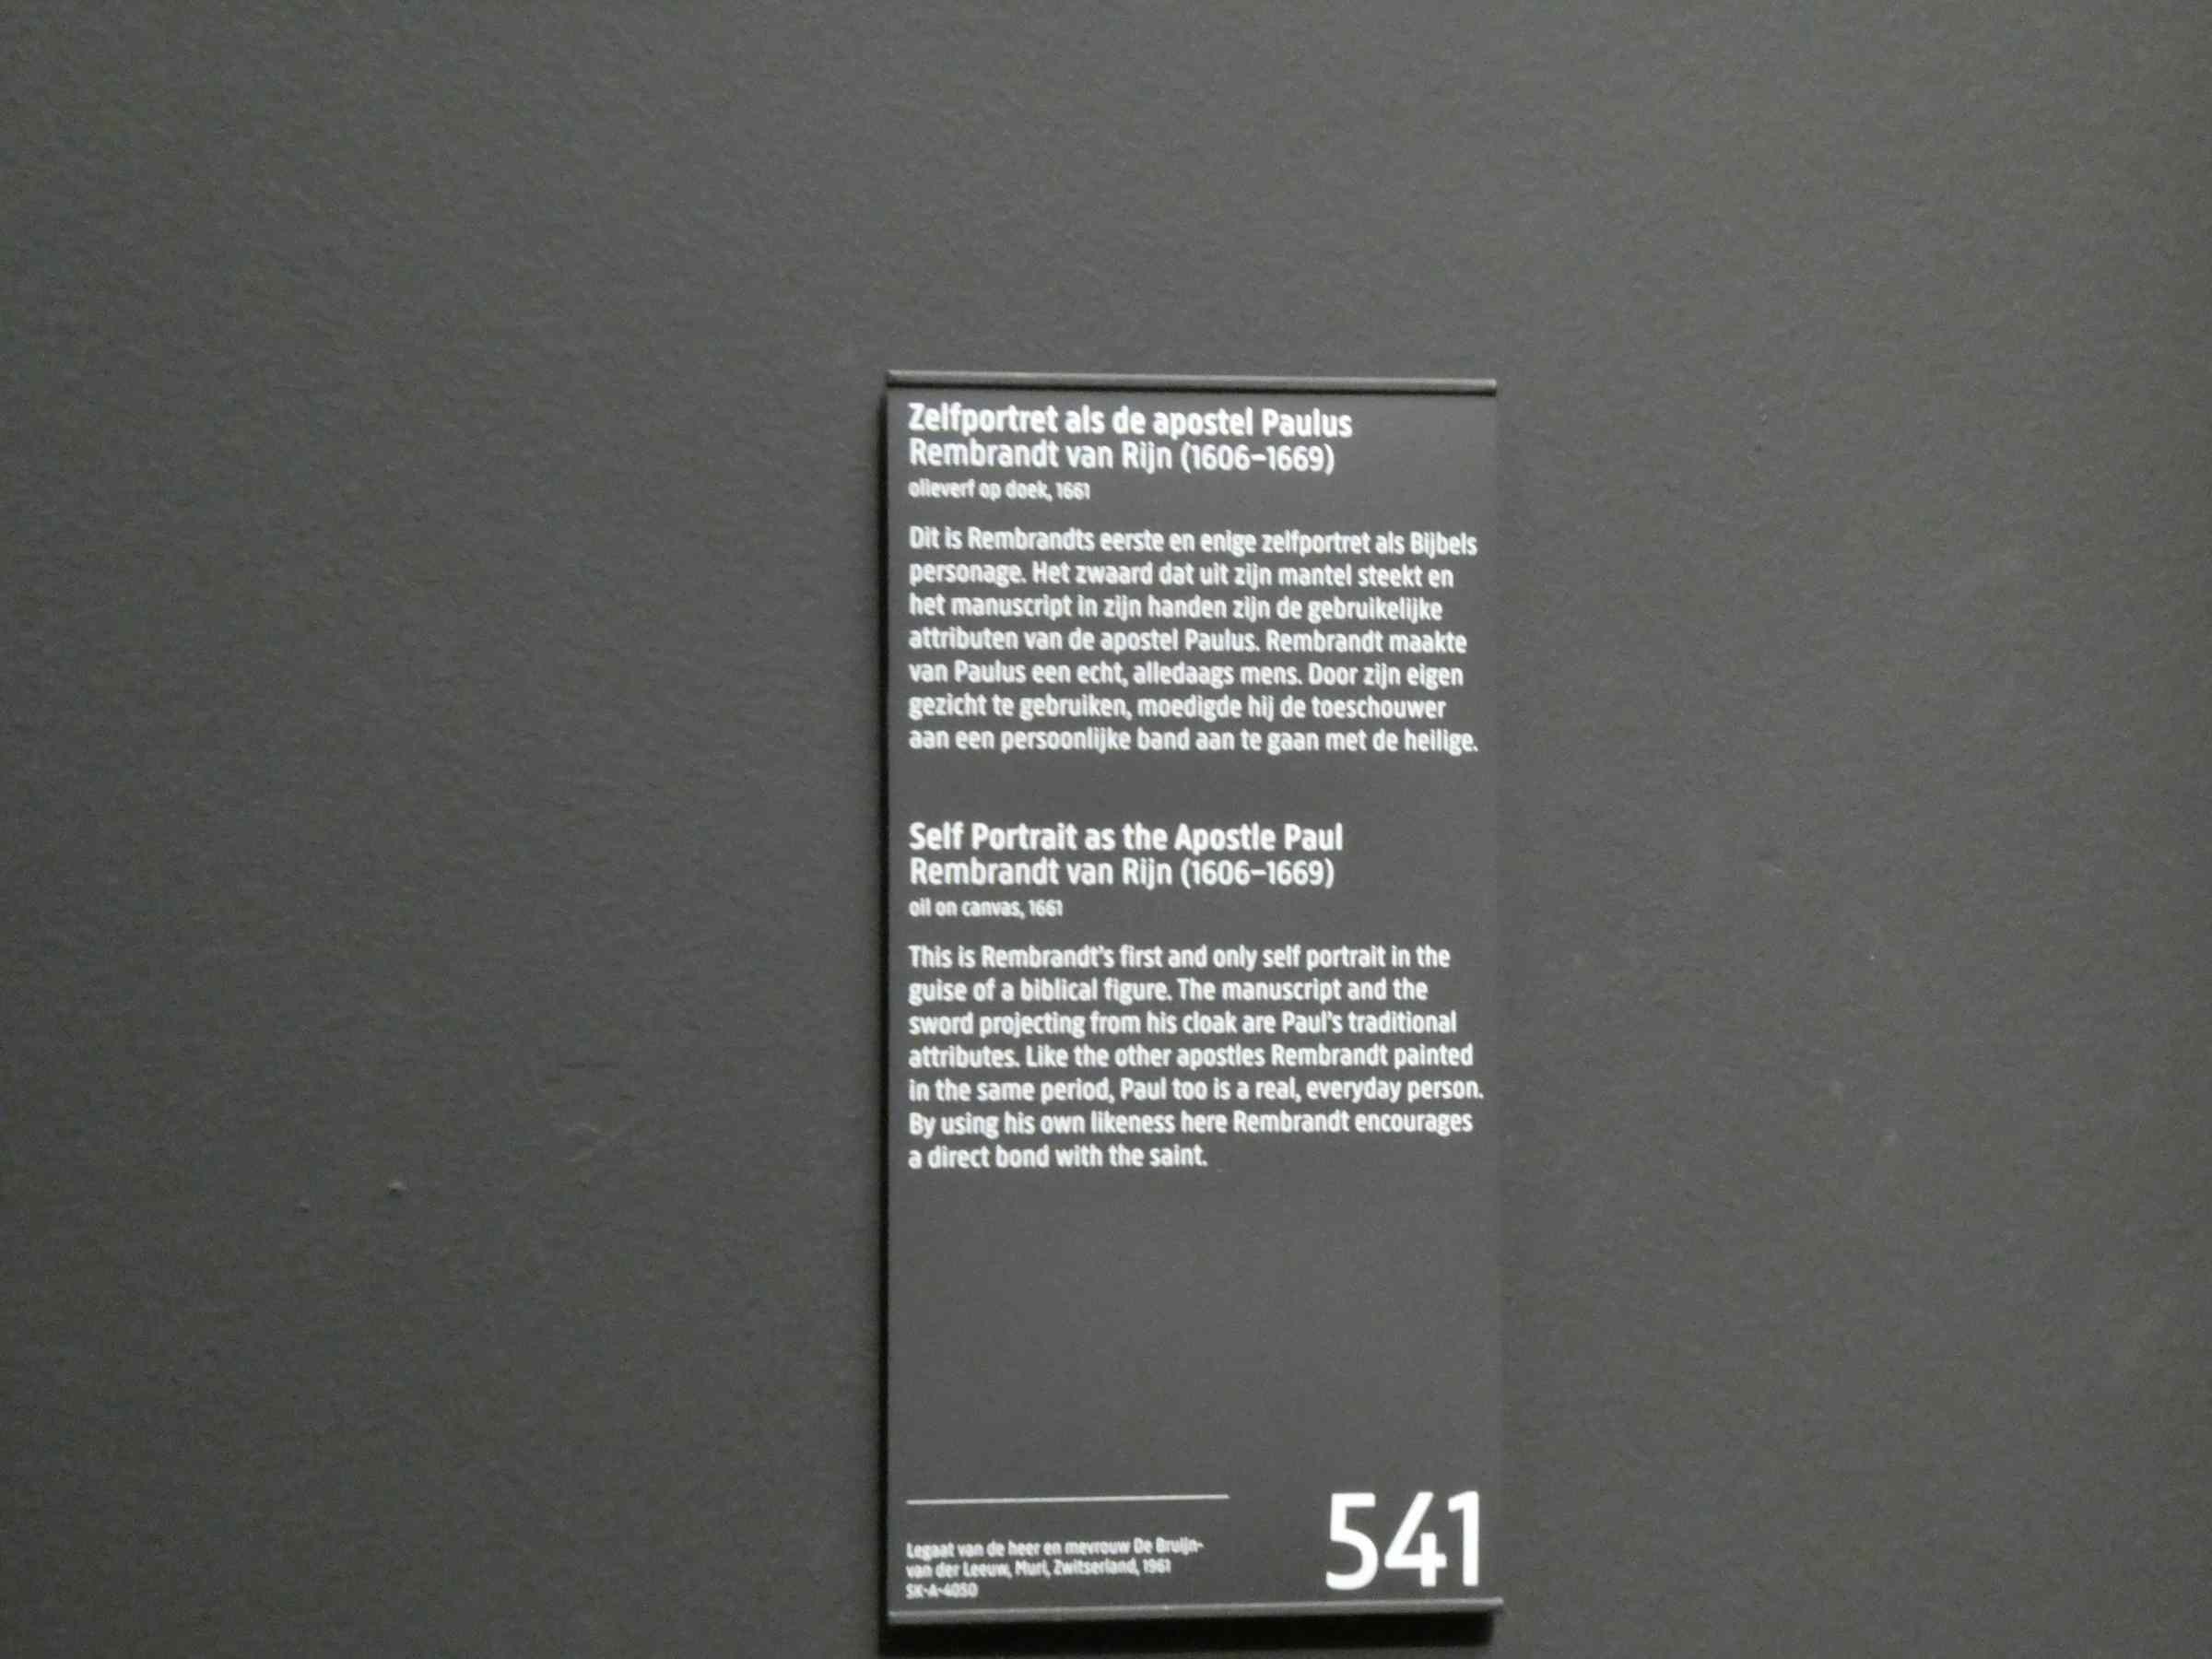 Zelfportret als de apostel Paulus
Rembrandt van Rijn (1606–1669)
olieverf op doek, 1661
Dit is Rembrandts eerste en enige zelfportret als Bijbels
personage. Het zwaard dat uit zijn mantel steekt en
het manuscript in zijn handen zijn de gebruikelijke
attributen van de apostel Paulus. Rembrandt maakte
van Paulus een echt, alledaags mens. Door zijn eigen
gezicht te gebruiken, moedigde hij de toeschouwer
aan een persoonlijke band aan te gaan met de heilige.
Self Portrait as the Apostle Paul
Rembrandt van Rijn (1606–1669)
oil on canvas, 1661
This is Rembrandt's first and only self portrait in the
guise of a biblical figure. The manuscript and the
sword projecting from his cloak are Paul's traditional
attributes. Like the other apostles Rembrandt painted
in the same period, Paul too is a real, everyday person.
By using his own likeness here Rembrandt encourages
a direct bond with the saint.
Legaat van de heer en mevrouw De Bruijn-
van der Leeuw, Muri, Zwitserland, 1961
SK-A-4050
541